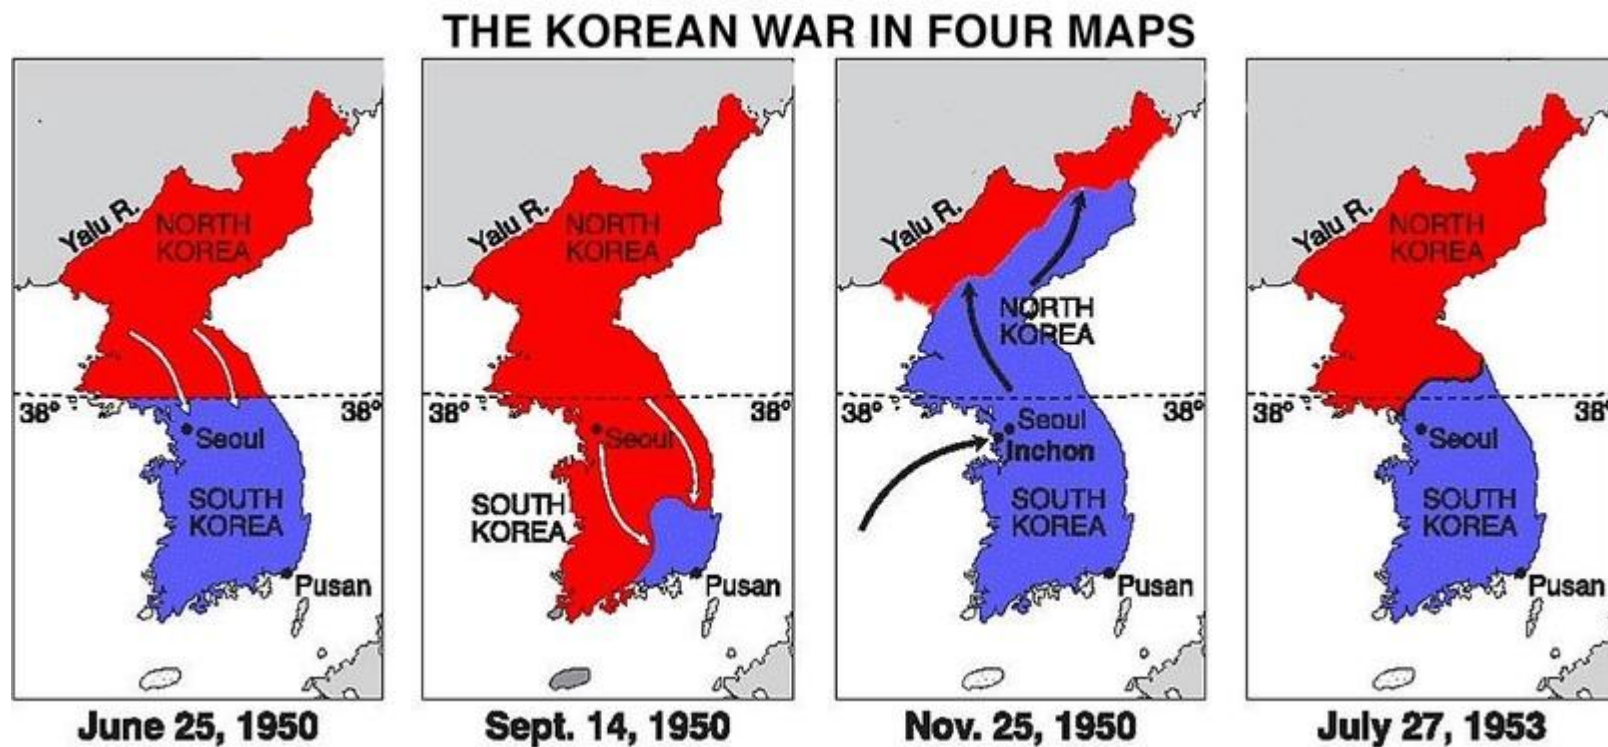 THE KOREAN WAR IN FOUR MAPS
Yalu R.
NORTH
KOREA
38°
38°
Seoul
SOUTH
KOREA
Pusan
June 25, 1950
Yalu R.
NORTH
KOREA
38°
38°
Seoul
SOUTH
KOREA
Pusan
Sept. 14, 1950
Yalu R.
NORTH
KOREA
38°
38°
Seoul
Inchon
SOUTH
KOREA
Pusan
Nov. 25, 1950
Yalu R.
NORTH
KOREA
38°
38°
Seoul
SOUTH
KOREA
Pusan
July 27, 1953